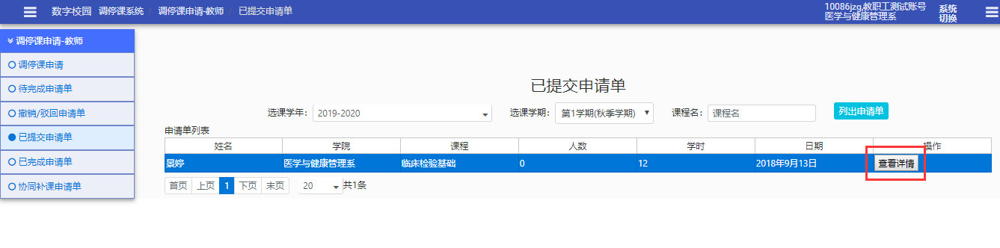 数字校园 调停课系统 / 调停课申请-教师 / 已提交申请单
10086jzg,教职工测试账号
医学与健康管理系
系统
切换
调停课申请-教师
调停课申请
待完成申请单
撤销/驳回申请单
已提交申请单
已完成申请单
协同补课申请单
已提交申请单
选课学年: 2019-2020 选课学期: 第1学期(秋季学期) 课程名: 课程名 列出申请单
申请单列表
姓名 学院 课程 人数 学时 日期 操作
景婷 医学与健康管理系 临床检验基础 0 12 2018年9月13日 查看详情
首页 上页 1 下页 末页 20 共1条